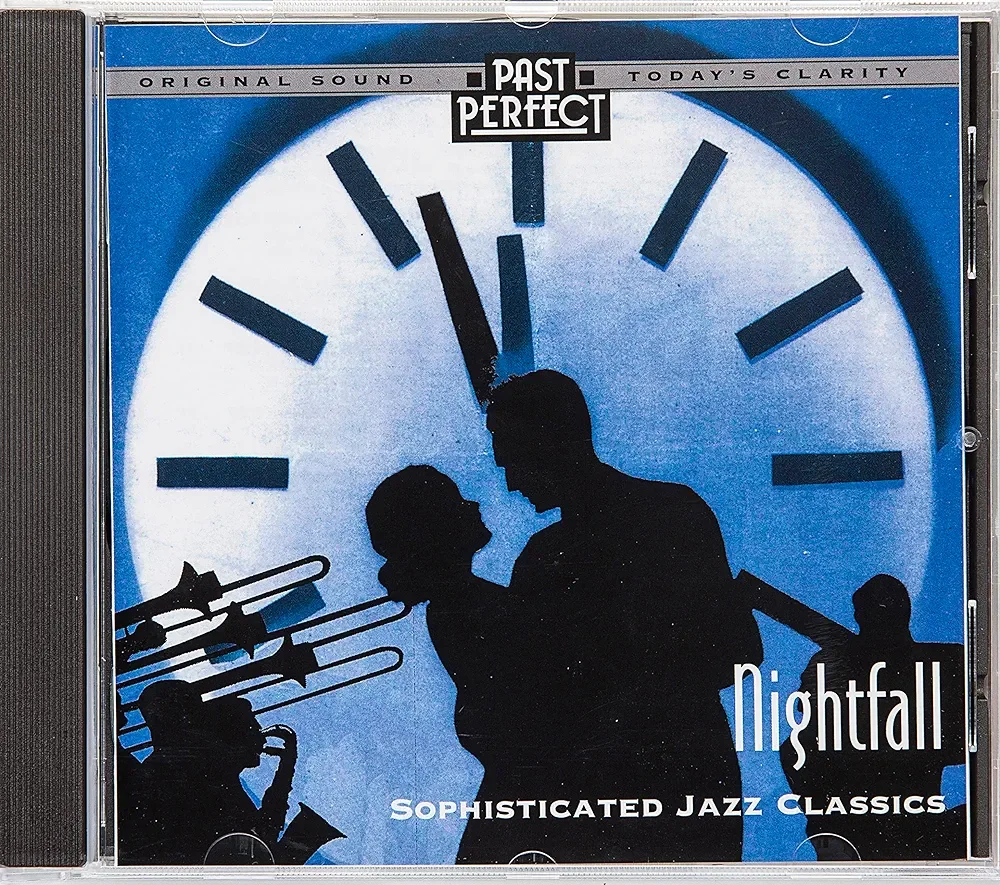 ORIGINAL SOUND
PAST
PERFECT
TODAY'S CLARITY
Nightfall
SOPHISTICATED JAZZ CLASSICS